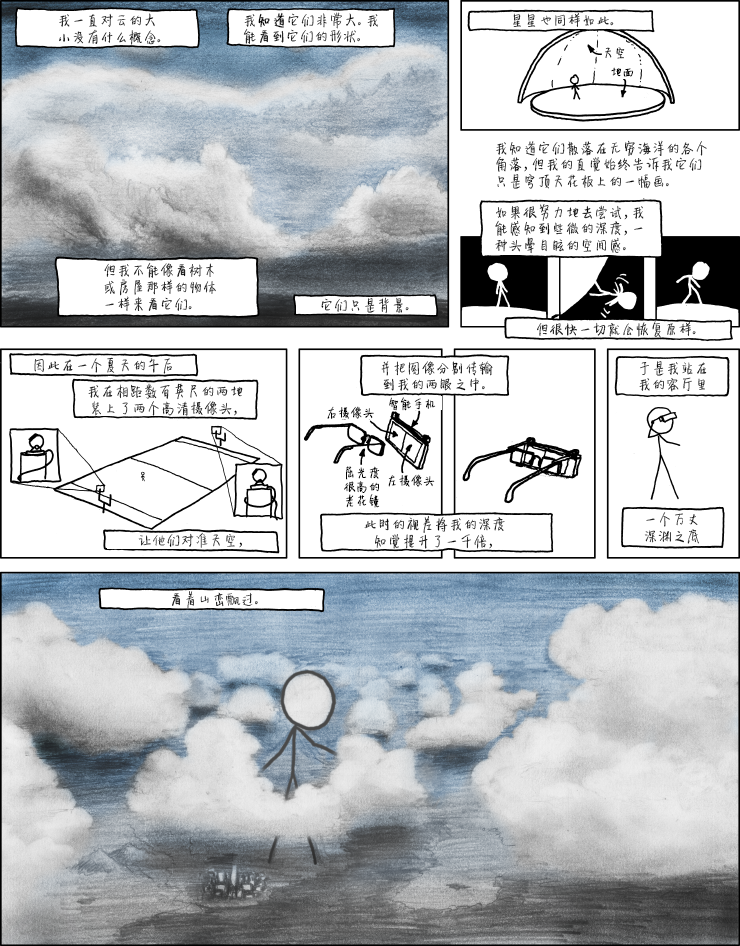 我一直对云的大
小没有什么概念。
我知道它们非常大。我
能看到它们的形状。
但我不能像看树木
或房屋那样的物体
一样来看它们。
它们只是背景。
星星也同样如此。
天空
地面
我知道它们散落在无穷海洋的各个
角落,但我的直觉始终告诉我它们
只是穹顶天花板上的一幅画。
如果很努力地去尝试,我
能感知到些微的深度,一
种头晕目眩的空间感。
但很快一切就会恢复原样。
因此在一个夏天的午后
我在相距数百英尺的两地
装上了两个高清摄像头,
让他们对准天空,
并把图像分别传输
到我的两眼之中。
右摄像头
智能手机
屈光度
很高的
老花镜
左摄像头
此时的视差将我的深度
知觉提升了一千倍,
于是我站在
我的客厅里
一个万丈
深渊之底
看着山峦飘过。